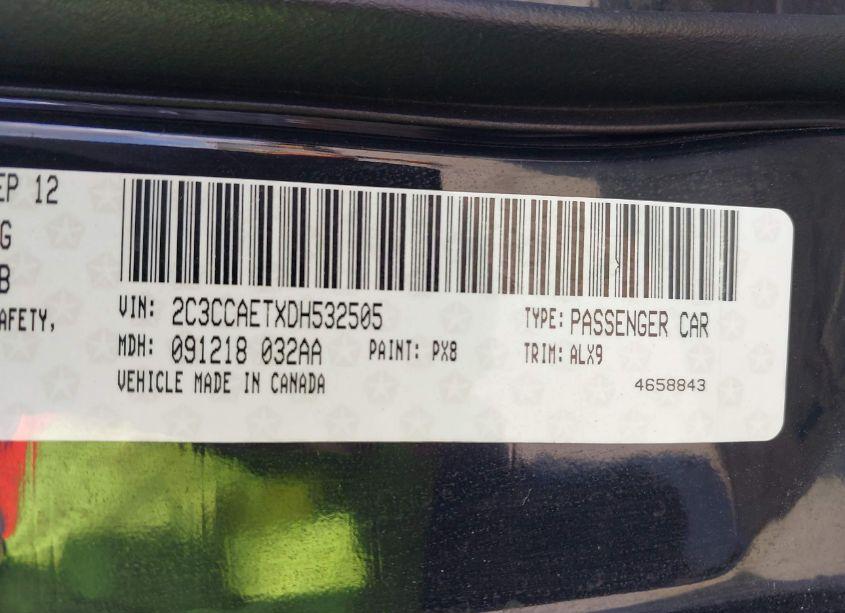 EP 12
G
B
AFETY,
VIN: 2C3CCAETXDH532505 TYPE: PASSENGER CAR
MDH: 091218 032AA PAINT: PX8 TRIM: ALX9
VEHICLE MADE IN CANADA 4658843